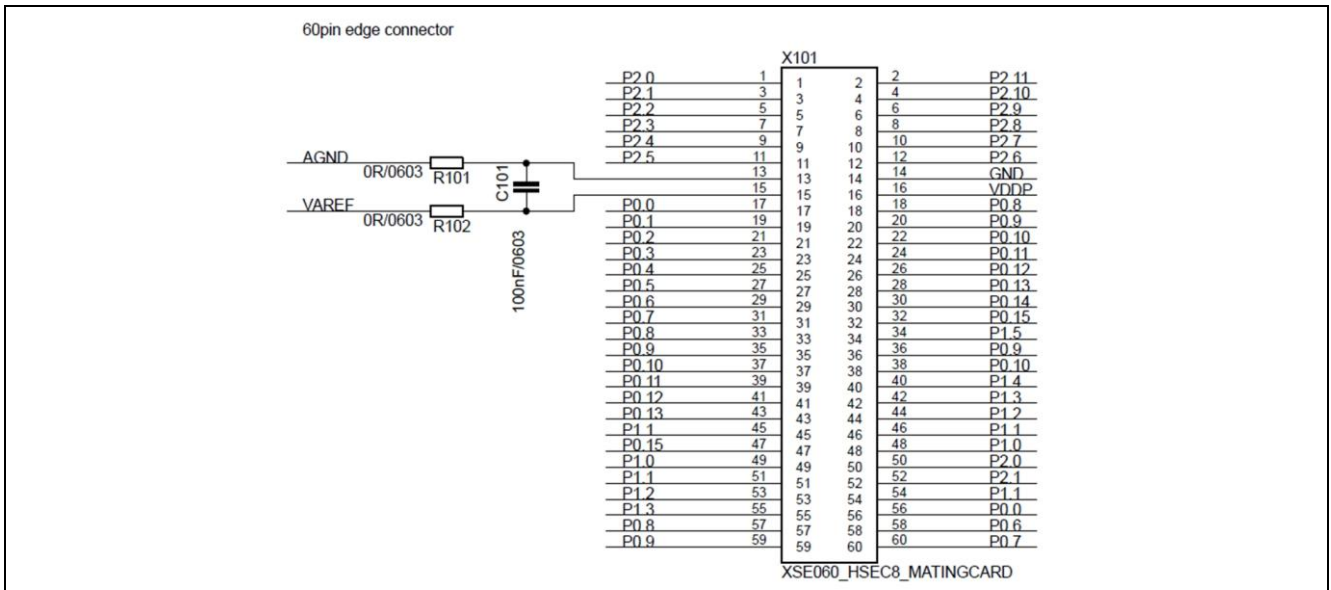 60pin edge connector
X101
P2.0 1 1 2 2 P2.11
P2.1 3 3 4 4 P2.10
P2.2 5 5 6 6 P2.9
P2.3 7 7 8 8 P2.8
P2.4 9 9 10 10 P2.7
P2.5 11 11 12 12 P2.6
AGND 0R/0603 R101 13 13 14 14 GND
C101
15 15 16 16 VDDP
VAREF 0R/0603 R102
100nF/0603
P0.0 17 17 18 18 P0.8
P0.1 19 19 20 20 P0.9
P0.2 21 21 22 22 P0.10
P0.3 23 23 24 24 P0.11
P0.4 25 25 26 26 P0.12
P0.5 27 27 28 28 P0.13
P0.6 29 29 30 30 P0.14
P0.7 31 31 32 32 P0.15
P0.8 33 33 34 34 P1.5
P0.9 35 35 36 36 P0.9
P0.10 37 37 38 38 P0.10
P0.11 39 39 40 40 P1.4
P0.12 41 41 42 42 P1.3
P0.13 43 43 44 44 P1.2
P1.1 45 45 46 46 P1.1
P0.15 47 47 48 48 P1.0
P1.0 49 49 50 50 P2.0
P1.1 51 51 52 52 P2.1
P1.2 53 53 54 54 P1.1
P1.3 55 55 56 56 P0.0
P0.8 57 57 58 58 P0.6
P0.9 59 59 60 60 P0.7
XSE060_HSEC8_MATINGCARD